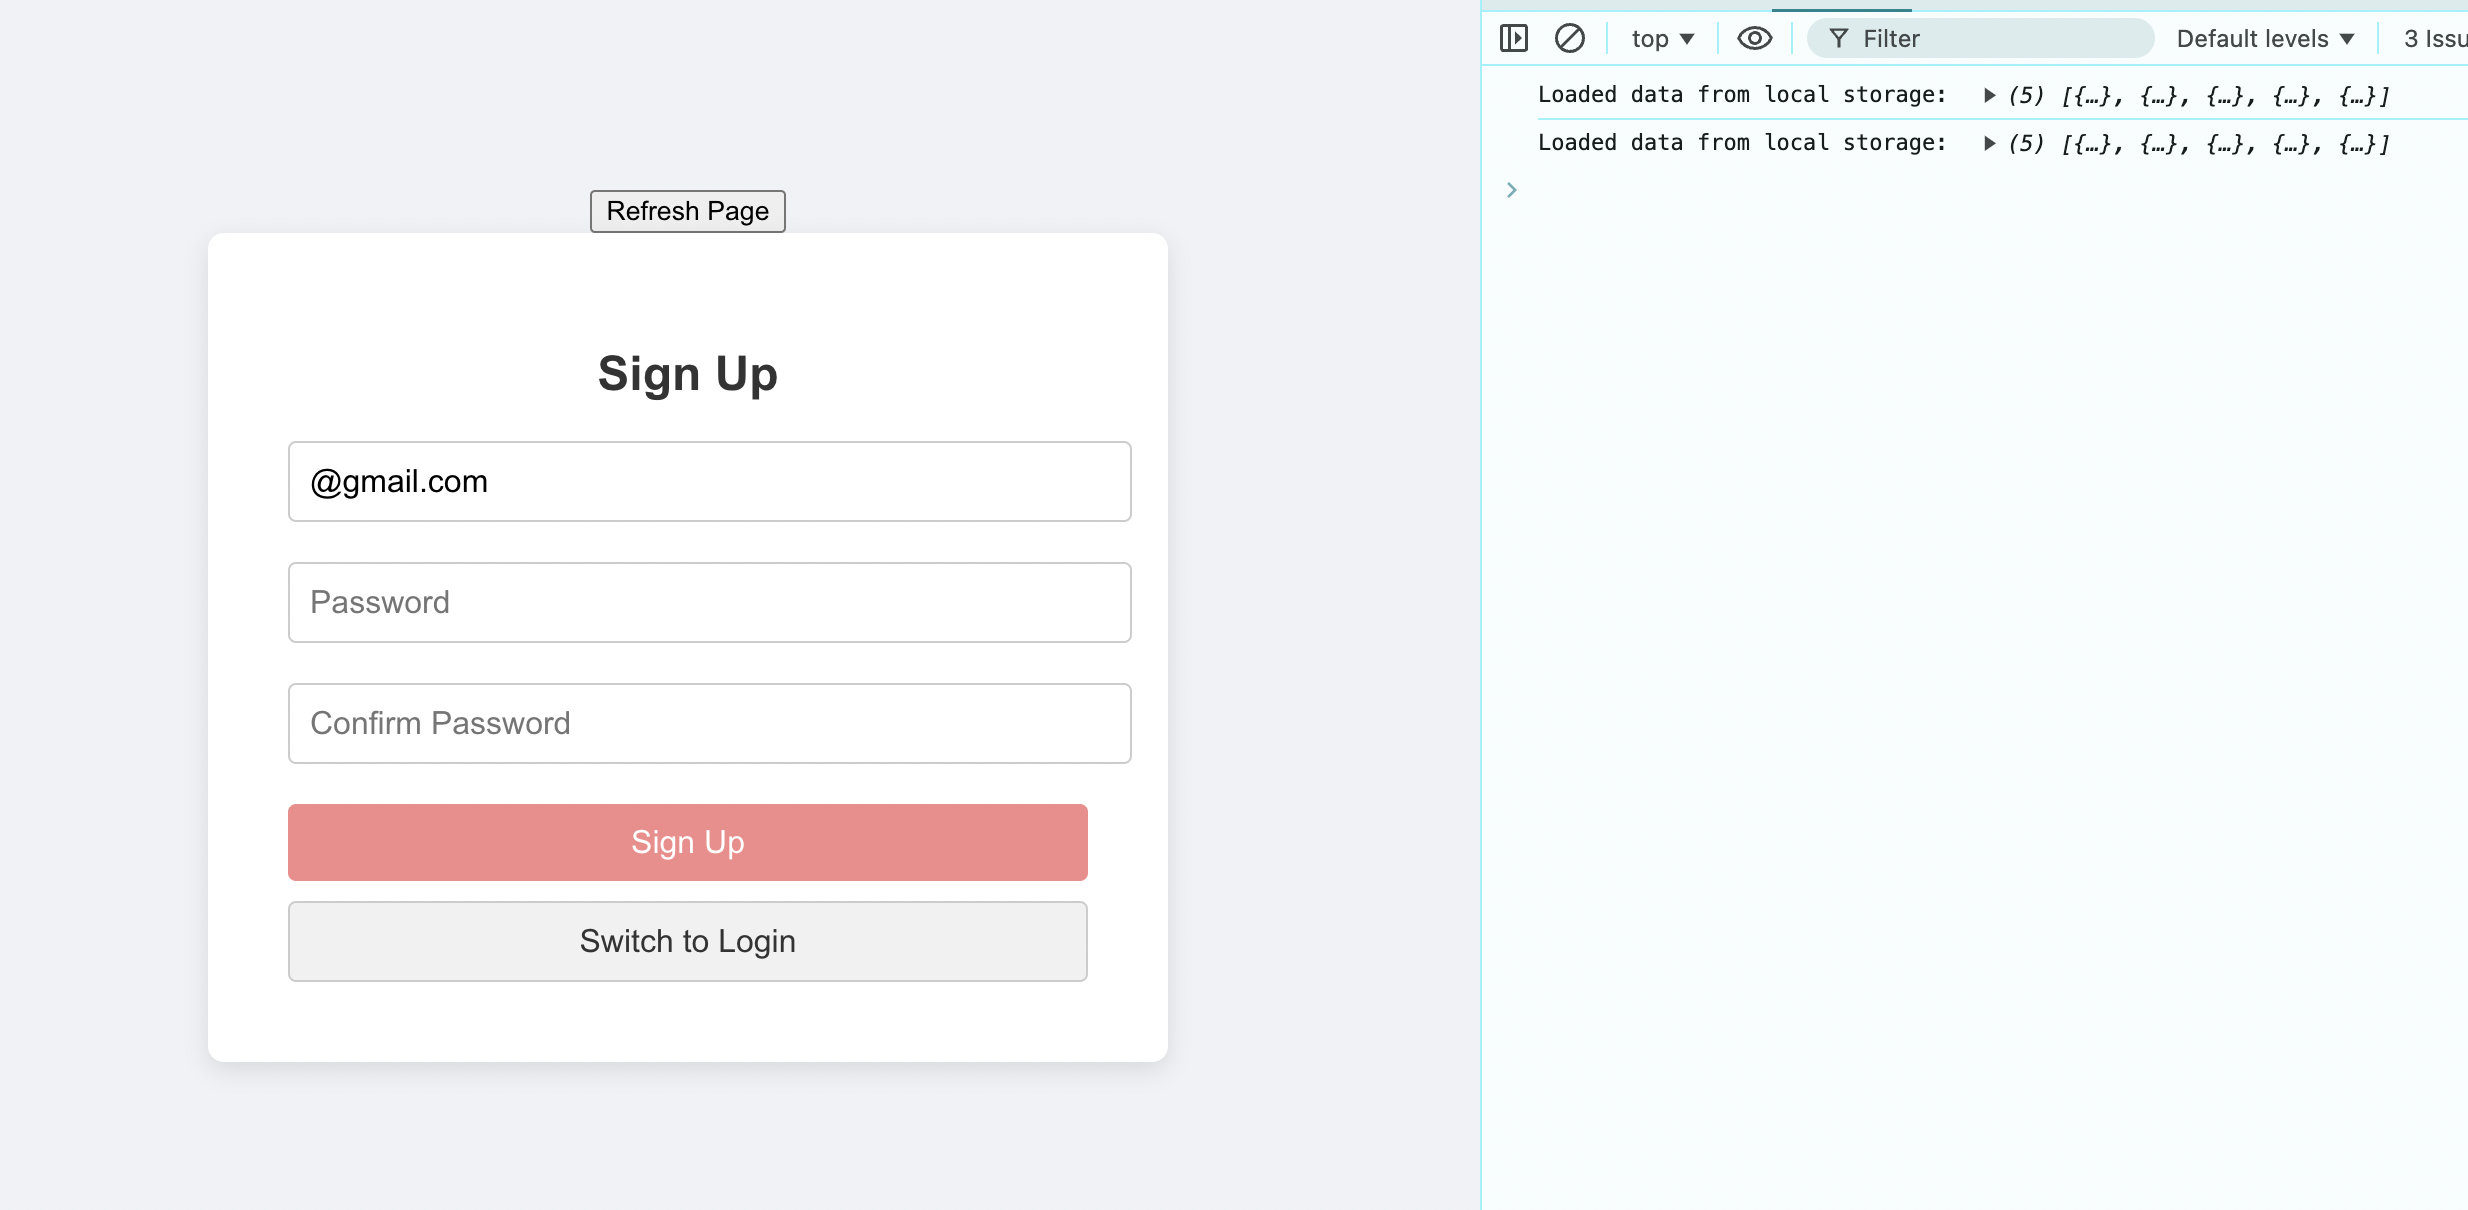 Refresh Page
Sign Up
@gmail.com
Password
Confirm Password
Sign Up
Switch to Login
top Filter Default levels 3 Issu
Loaded data from local storage: (5) [{…}, {…}, {…}, {…}, {…}]
Loaded data from local storage: (5) [{…}, {…}, {…}, {…}, {…}]